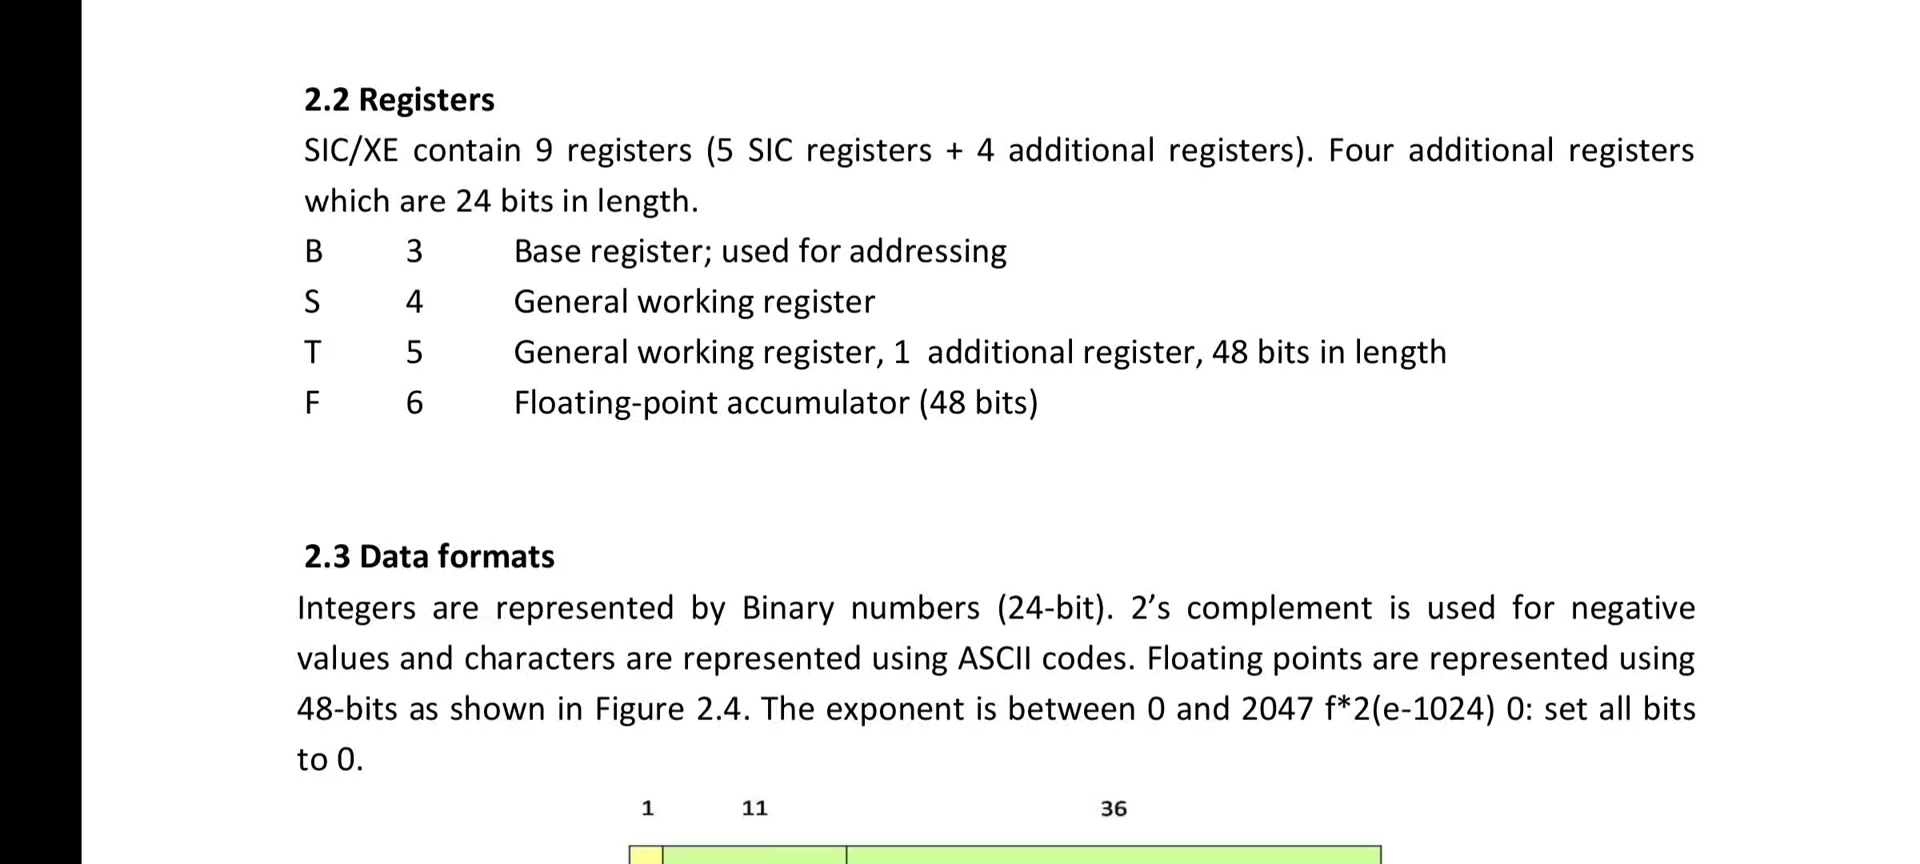 2.2 Registers
SIC/XE contain 9 registers (5 SIC registers + 4 additional registers). Four additional registers
which are 24 bits in length.
B 3 Base register; used for addressing
S 4 General working register
T 5 General working register, 1 additional register, 48 bits in length
F 6 Floating-point accumulator (48 bits)
2.3 Data formats
Integers are represented by Binary numbers (24-bit). 2’s complement is used for negative
values and characters are represented using ASCII codes. Floating points are represented using
48-bits as shown in Figure 2.4. The exponent is between 0 and 2047 f*2(e-1024) 0: set all bits
to 0.
1 11 36